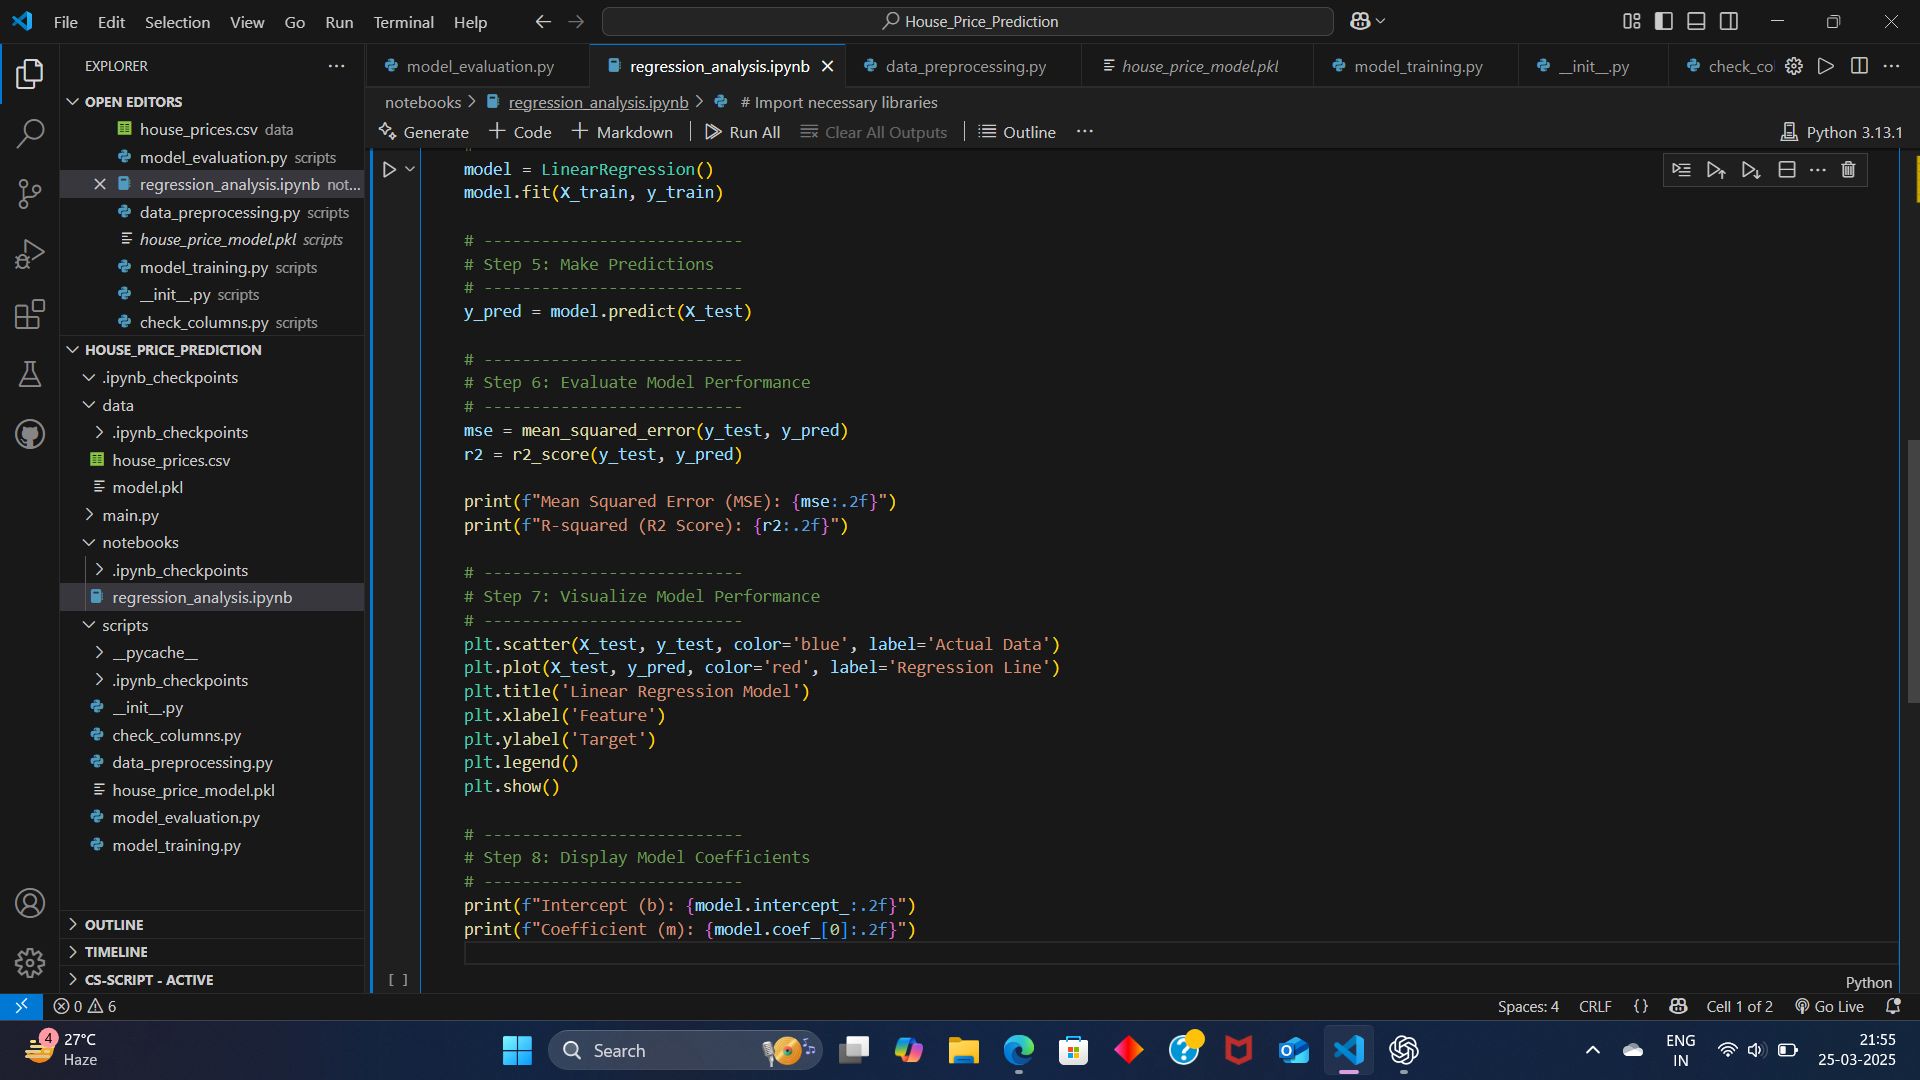 File Edit Selection View Go Run Terminal Help
House_Price_Prediction
EXPLORER
model_evaluation.py
regression_analysis.ipynb
data_preprocessing.py
house_price_model.pkl
model_training.py
__init__.py
check_co
notebooks > regression_analysis.ipynb > # Import necessary libraries
Generate + Code + Markdown Run All Clear All Outputs Outline ...
Python 3.13.1
OPEN EDITORS
house_prices.csv data
model_evaluation.py scripts
regression_analysis.ipynb not...
data_preprocessing.py scripts
house_price_model.pkl scripts
model_training.py scripts
__init__.py scripts
check_columns.py scripts
HOUSE_PRICE_PREDICTION
.ipynb_checkpoints
data
.ipynb_checkpoints
house_prices.csv
model.pkl
main.py
notebooks
.ipynb_checkpoints
regression_analysis.ipynb
scripts
__pycache__
.ipynb_checkpoints
__init__.py
check_columns.py
data_preprocessing.py
house_price_model.pkl
model_evaluation.py
model_training.py
OUTLINE
TIMELINE
CS-SCRIPT - ACTIVE
model = LinearRegression()
model.fit(X_train, y_train)
# ---------------------------
# Step 5: Make Predictions
# ---------------------------
y_pred = model.predict(X_test)
# ---------------------------
# Step 6: Evaluate Model Performance
# ---------------------------
mse = mean_squared_error(y_test, y_pred)
r2 = r2_score(y_test, y_pred)
print(f"Mean Squared Error (MSE): {mse:.2f}")
print(f"R-squared (R2 Score): {r2:.2f}")
# ---------------------------
# Step 7: Visualize Model Performance
# ---------------------------
plt.scatter(X_test, y_test, color='blue', label='Actual Data')
plt.plot(X_test, y_pred, color='red', label='Regression Line')
plt.title('Linear Regression Model')
plt.xlabel('Feature')
plt.ylabel('Target')
plt.legend()
plt.show()
# ---------------------------
# Step 8: Display Model Coefficients
# ---------------------------
print(f"Intercept (b): {model.intercept_:.2f}")
print(f"Coefficient (m): {model.coef_[0]:.2f}")
[ ]
Python
0 6
Spaces: 4 CRLF {} Cell 1 of 2 Go Live
4
27°C
Haze
Search
ENG
IN
21:55
25-03-2025